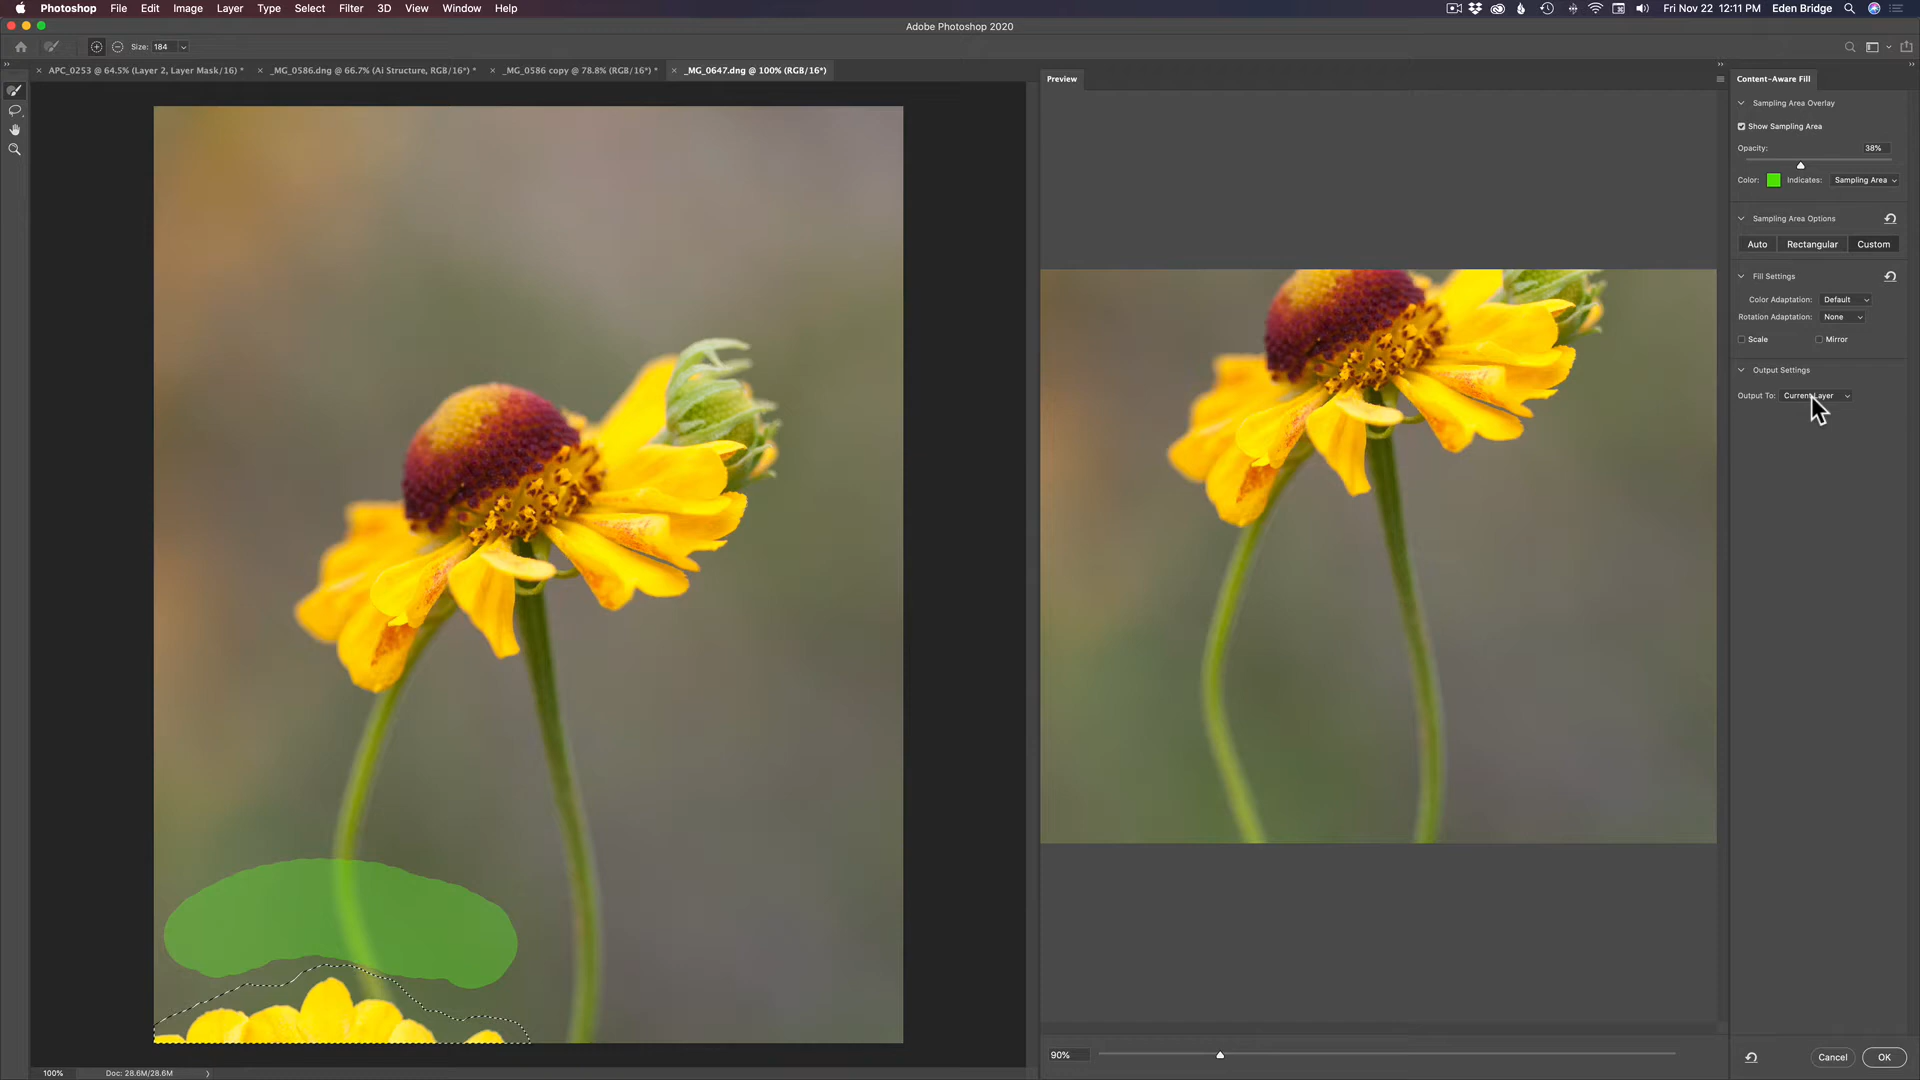 Photoshop File Edit Image Layer Type Select Filter 3D View Window Help Fri Nov 22 12:11 PM Eden Bridge
Adobe Photoshop 2020
Size: 184
APC_0253 @ 64.5% (Layer 2, Layer Mask/16) * _MG_0586.dng @ 66.7% (Ai Structure, RGB/16*) * _MG_0586 copy @ 78.8% (RGB/16*) * _MG_0647.dng @ 100% (RGB/16*)
Preview
Content-Aware Fill
Sampling Area Overlay
Show Sampling Area
Opacity: 38%
Color: Indicates: Sampling Area
Sampling Area Options
Auto Rectangular Custom
Fill Settings
Color Adaptation: Default
Rotation Adaptation: None
Scale Mirror
Output Settings
Output To: Current Layer
90%
Cancel OK
100% Doc: 28.6M/28.6M